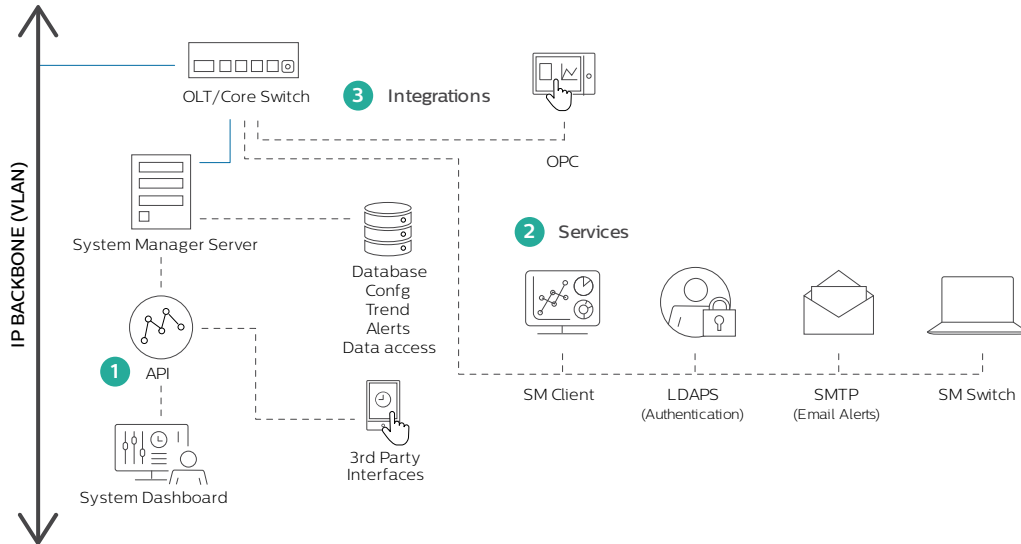 IP BACKBONE (VLAN)
OLT/Core Switch
3 Integrations
OPC
System Manager Server
Database
Confg
Trend
Alerts
Data access
2 Services
1 API
SM Client
LDAPS
(Authentication)
SMTP
(Email Alerts)
SM Switch
3rd Party
Interfaces
System Dashboard